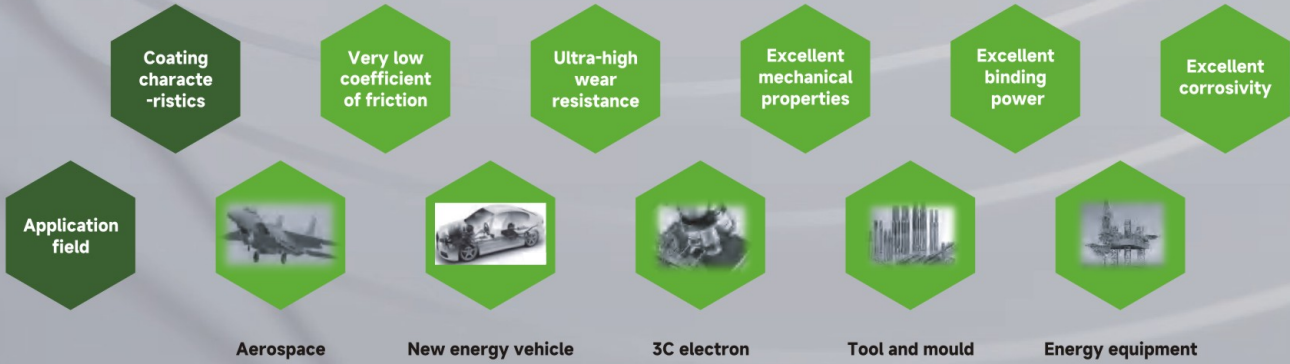 Coating
characte
-ristics
Very low
coefficient
of friction
Ultra-high
wear
resistance
Excellent
mechanical
properties
Excellent
binding
power
Excellent
corrosivity
Application
field
Aerospace
New energy vehicle
3C electron
Tool and mould
Energy equipment